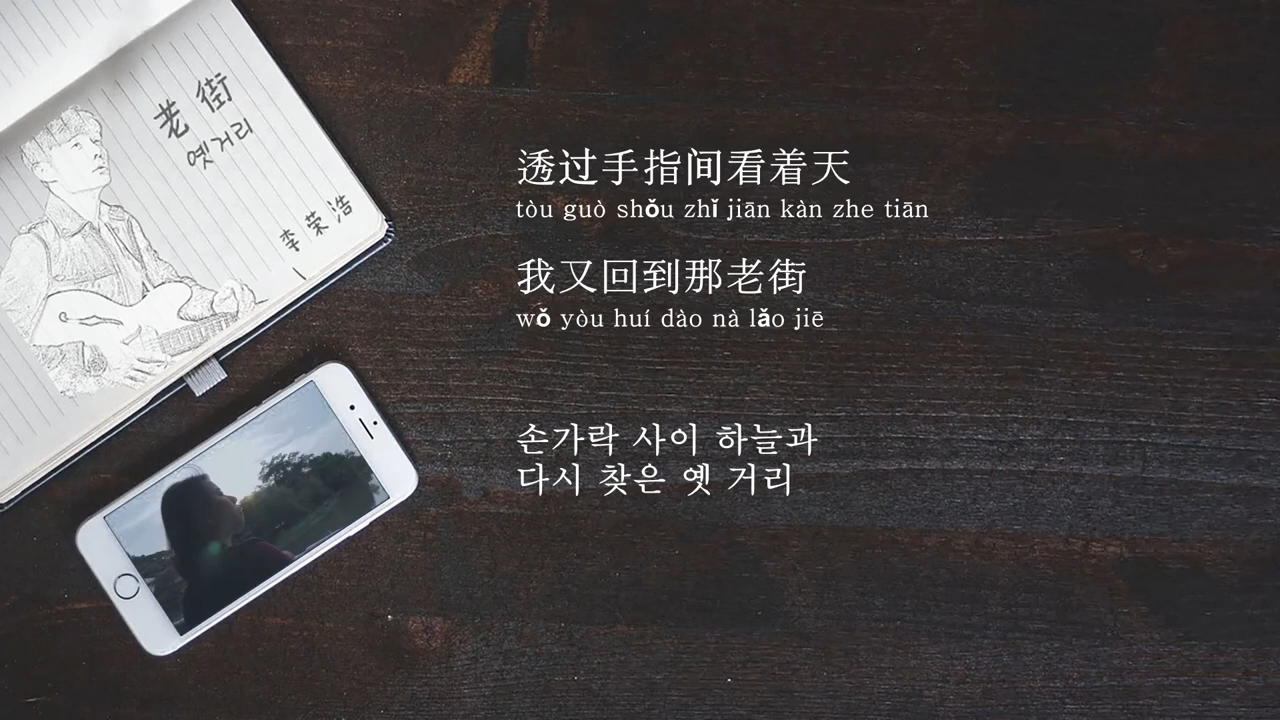 老街
옛거리
李荣浩
透过手指间看着天
tòu guò shǒu zhǐ jiān kàn zhe tiān
我又回到那老街
wǒ yòu huí dào nà lǎo jiē
손가락 사이 하늘과
다시 찾은 옛 거리